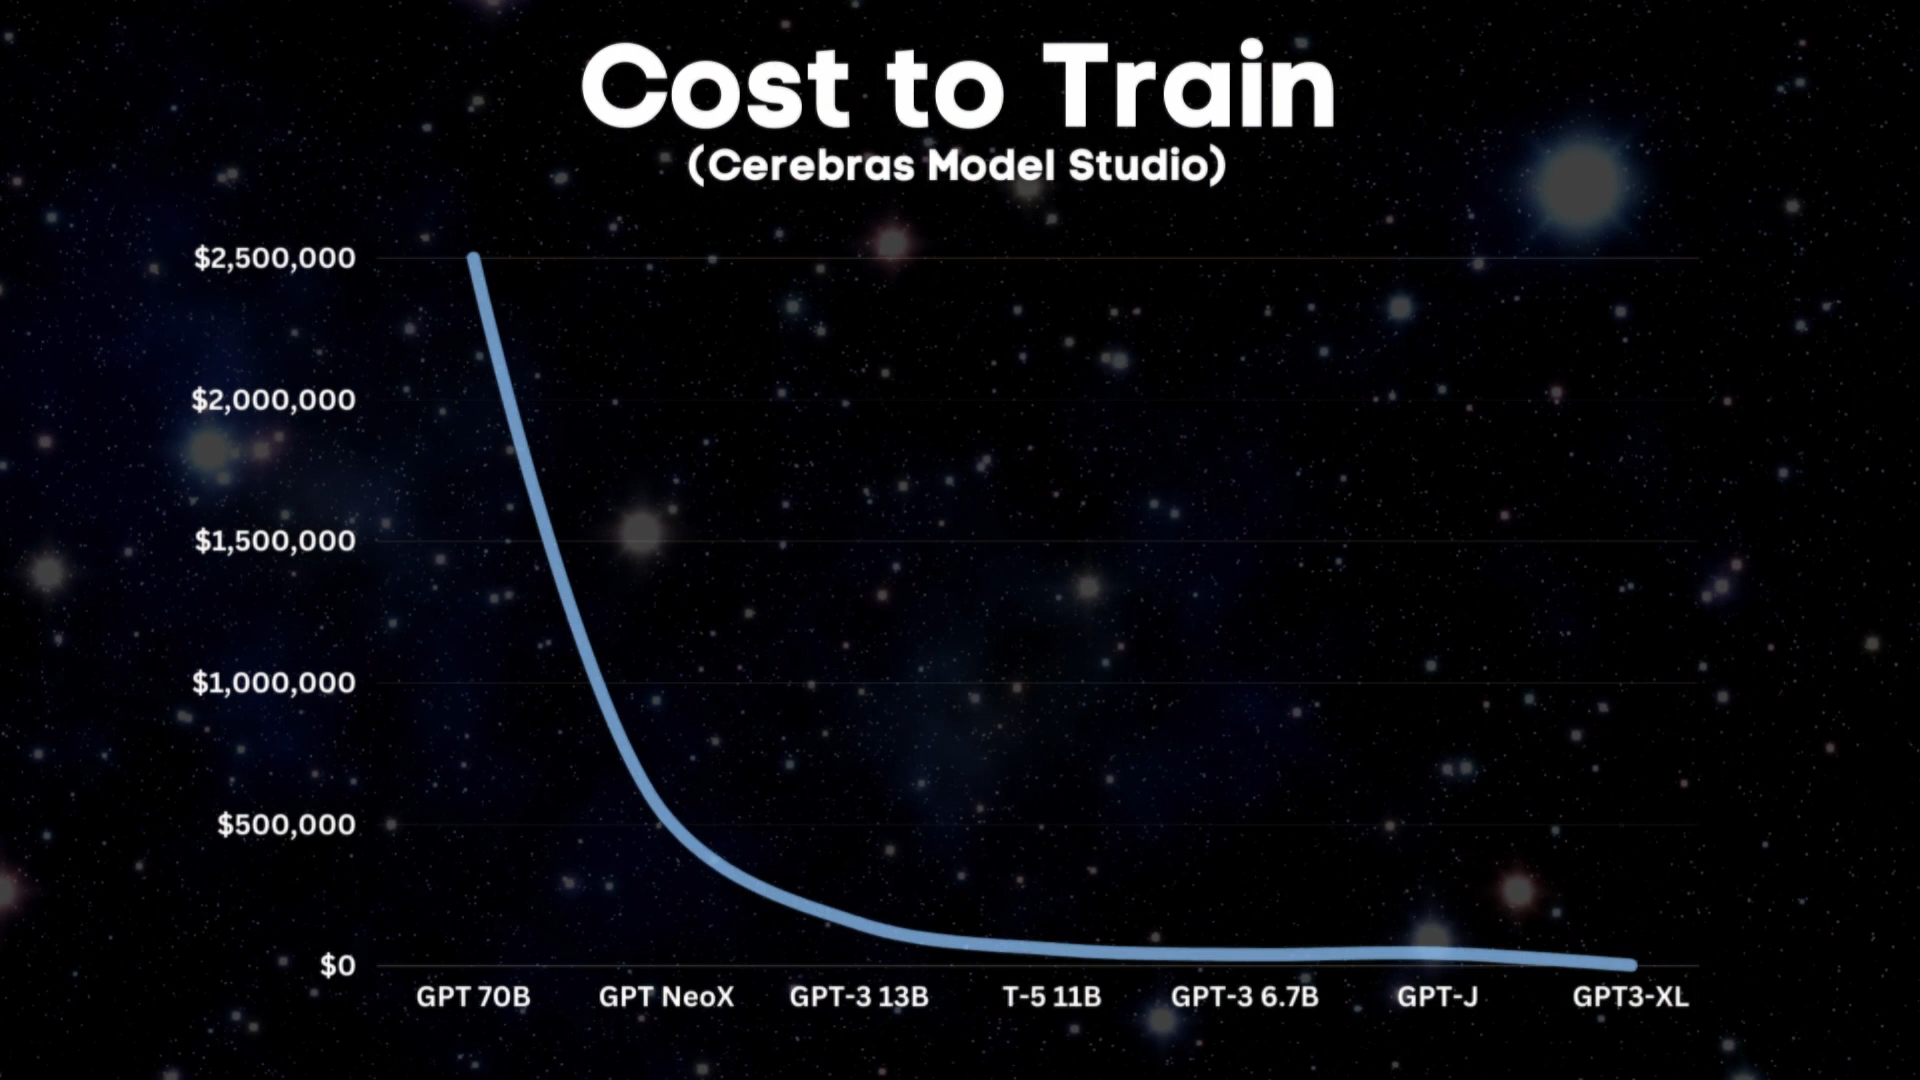 Cost to Train
(Cerebras Model Studio)
$2,500,000
$2,000,000
$1,500,000
$1,000,000
$500,000
$0
GPT 70B GPT NeoX GPT-3 13B T-5 11B GPT-3 6.7B GPT-J GPT3-XL